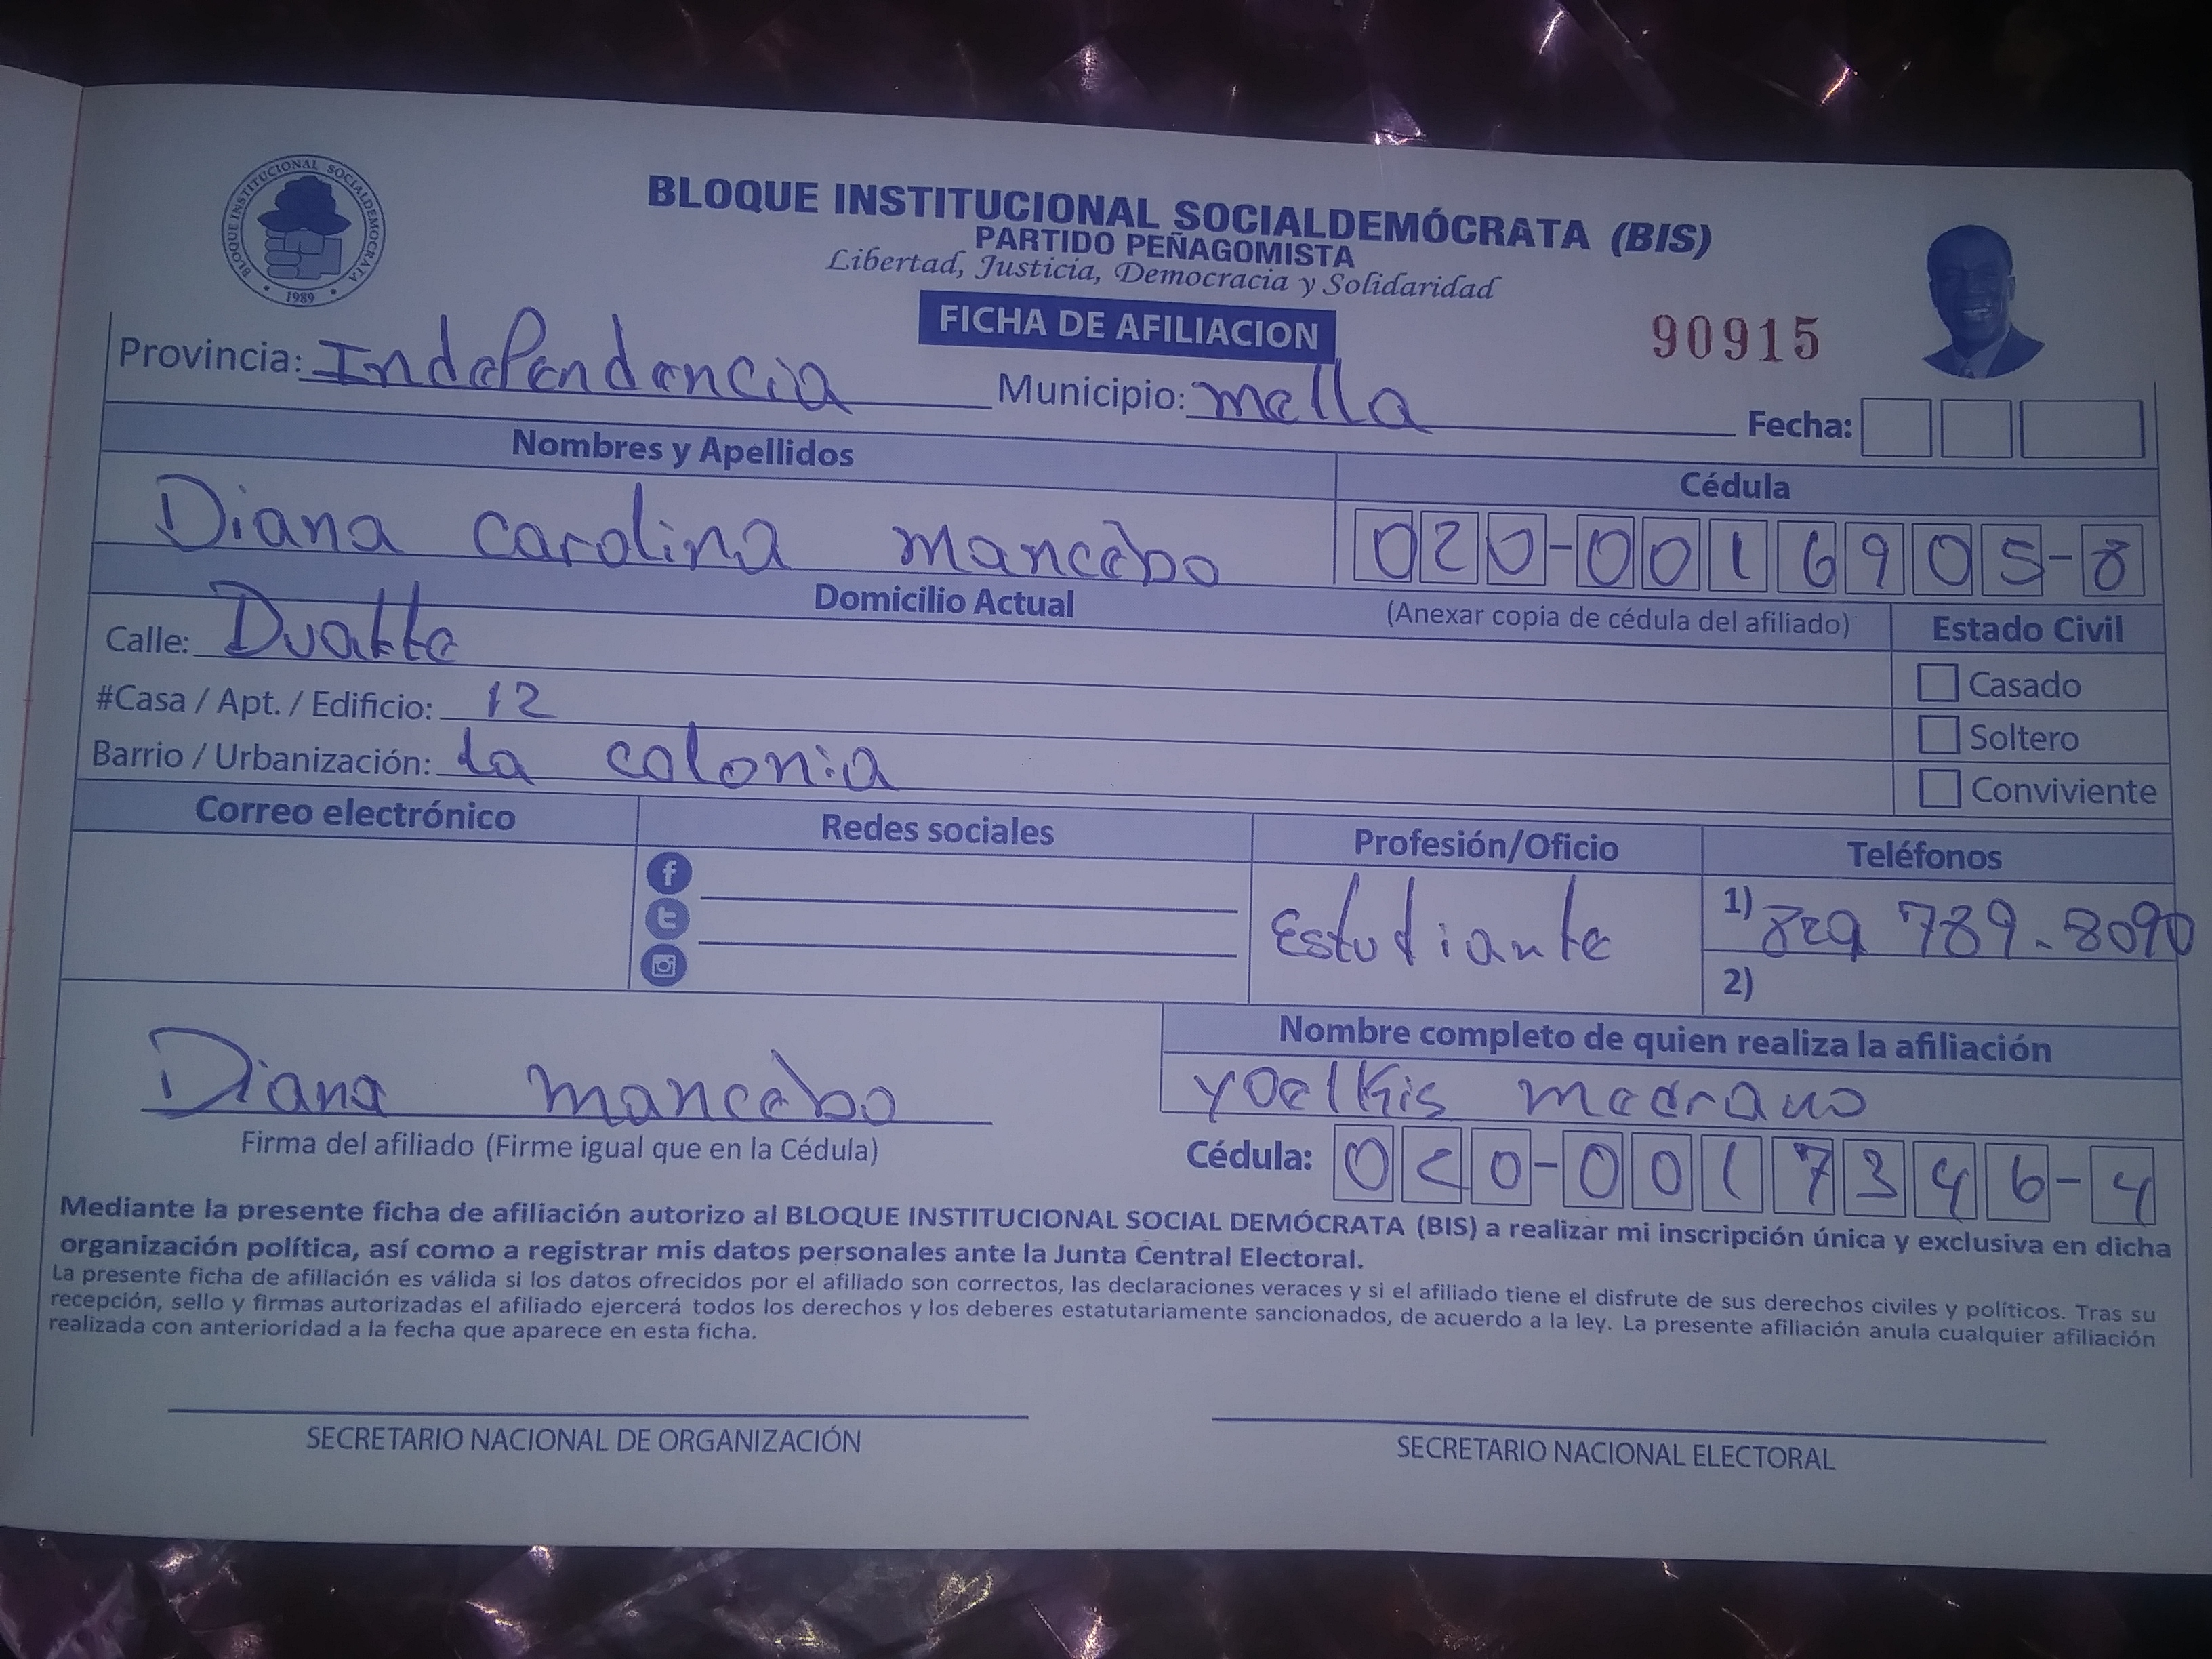 BLOQUE INSTITUCIONAL SOCIALDEMOCRATA
1989
BLOQUE INSTITUCIONAL SOCIALDEMÓCRATA (BIS)
PARTIDO PEÑAGOMISTA
Libertad, Justicia, Democracia y Solidaridad
FICHA DE AFILIACION
90915
Provincia: Independencia Municipio: mella Fecha:
Nombres y Apellidos Cédula
Diana carolina mancebo 020-0016905-8
Domicilio Actual (Anexar copia de cédula del afiliado) Estado Civil
Calle: Duatte
Casado
#Casa / Apt. / Edificio: 12
Soltero
Barrio / Urbanización: La colonia
Conviviente
Correo electrónico Redes sociales Profesión/Oficio Teléfonos
Estudiante 1) 829 789-8090
2)
Nombre completo de quien realiza la afiliación
Diana mancebo yoelkis medrano
Firma del afiliado (Firme igual que en la Cédula) Cédula: 020-0017346-4
Mediante la presente ficha de afiliación autorizo al BLOQUE INSTITUCIONAL SOCIAL DEMÓCRATA (BIS) a realizar mi inscripción única y exclusiva en dicha
organización política, así como a registrar mis datos personales ante la Junta Central Electoral.
La presente ficha de afiliación es válida si los datos ofrecidos por el afiliado son correctos, las declaraciones veraces y si el afiliado tiene el disfrute de sus derechos civiles y políticos. Tras su
recepción, sello y firmas autorizadas el afiliado ejercerá todos los derechos y los deberes estatutariamente sancionados, de acuerdo a la ley. La presente afiliación anula cualquier afiliación
realizada con anterioridad a la fecha que aparece en esta ficha.
SECRETARIO NACIONAL DE ORGANIZACIÓN SECRETARIO NACIONAL ELECTORAL